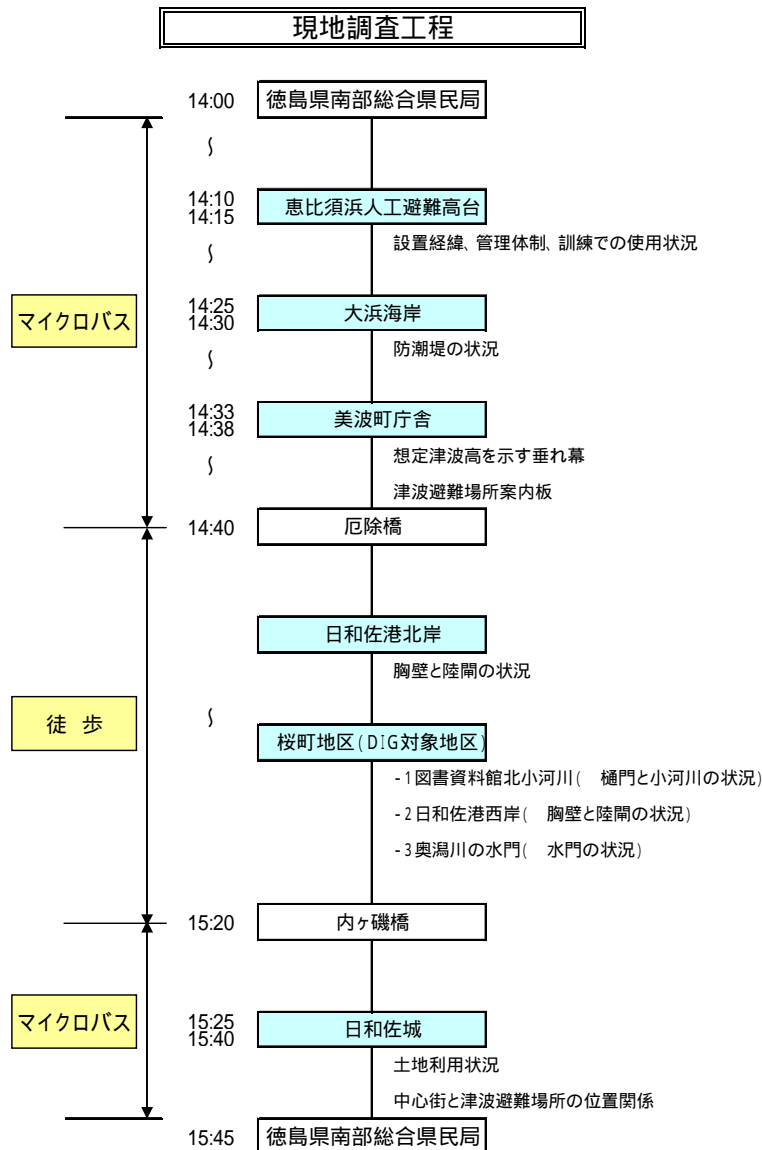 現地調査工程
14:00 徳島県南部総合県民局
～
14:10
14:15
恵比須浜人工避難高台
設置経緯、管理体制、訓練での使用状況
～
マイクロバス
14:25
14:30
大浜海岸
防潮堤の状況
～
14:33
14:38
美波町庁舎
想定津波高を示す垂れ幕
～
津波避難場所案内板
14:40 厄除橋
日和佐港北岸
胸壁と陸閘の状況
徒 歩
～
桜町地区(DIG対象地区)
-1図書資料館北小河川( 樋門と小河川の状況)
-2日和佐港西岸( 胸壁と陸閘の状況)
-3奥潟川の水門( 水門の状況)
15:20 内ヶ磯橋
マイクロバス
15:25
15:40
日和佐城
土地利用状況
中心街と津波避難場所の位置関係
15:45 徳島県南部総合県民局